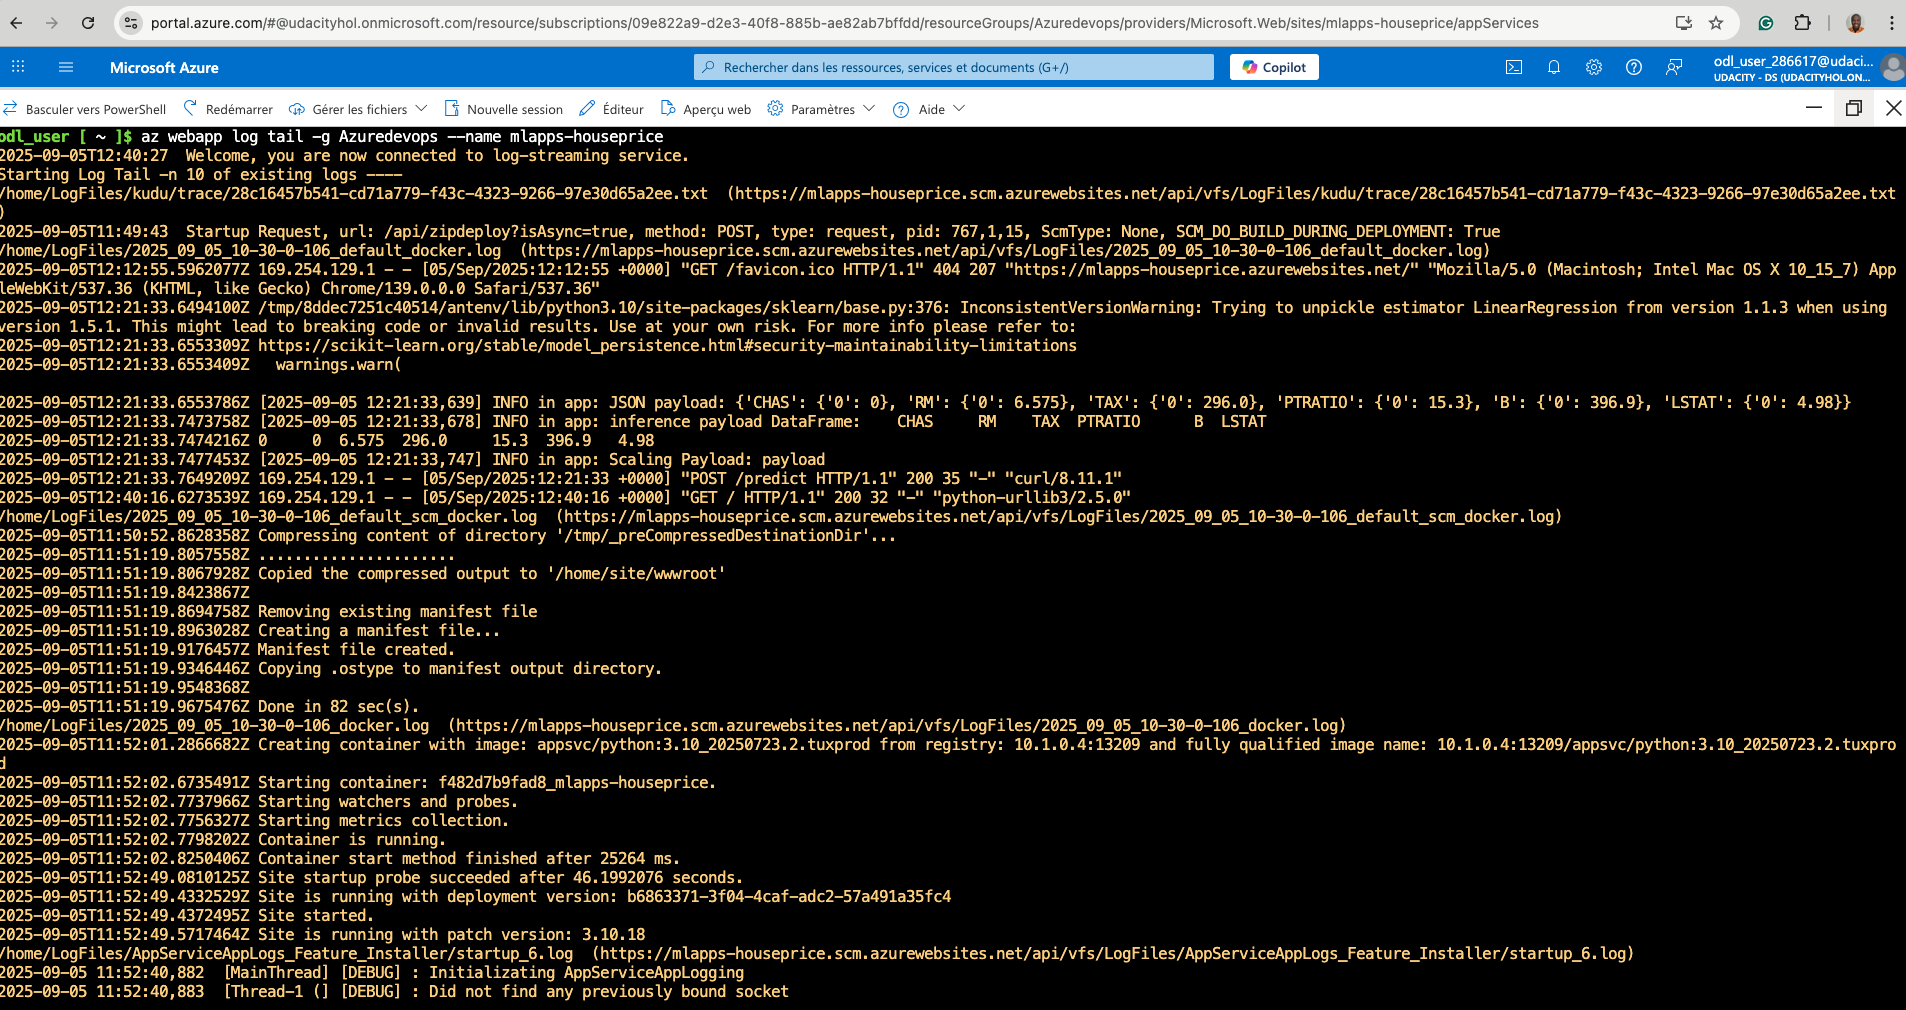 portal.azure.com/#@udacityhol.onmicrosoft.com/resource/subscriptions/09e822a9-d2e3-40f8-885b-ae82ab7bffdd/resourceGroups/Azuredevops/providers/Microsoft.Web/sites/mlapps-houseprice/appServices
Microsoft Azure
Rechercher dans les ressources, services et documents (G+/)
Copilot
odl_user_286617@udaci...
UDACITY - DS (UDACITYHOL.ON...
Basculer vers PowerShell Redémarrer Gérer les fichiers Nouvelle session Éditeur Aperçu web Paramètres Aide
odl_user [ ~ ]$ az webapp log tail -g Azuredevops --name mlapps-houseprice
2025-09-05T12:40:27  Welcome, you are now connected to log-streaming service.
Starting Log Tail -n 10 of existing logs ----
/home/LogFiles/kudu/trace/28c16457b541-cd71a779-f43c-4323-9266-97e30d65a2ee.txt  (https://mlapps-houseprice.scm.azurewebsites.net/api/vfs/LogFiles/kudu/trace/28c16457b541-cd71a779-f43c-4323-9266-97e30d65a2ee.txt
)
2025-09-05T11:49:43  Startup Request, url: /api/zipdeploy?isAsync=true, method: POST, type: request, pid: 767,1,15, ScmType: None, SCM_DO_BUILD_DURING_DEPLOYMENT: True
/home/LogFiles/2025_09_05_10-30-0-106_default_docker.log  (https://mlapps-houseprice.scm.azurewebsites.net/api/vfs/LogFiles/2025_09_05_10-30-0-106_default_docker.log)
2025-09-05T12:12:55.5962077Z 169.254.129.1 - - [05/Sep/2025:12:12:55 +0000] "GET /favicon.ico HTTP/1.1" 404 207 "https://mlapps-houseprice.azurewebsites.net/" "Mozilla/5.0 (Macintosh; Intel Mac OS X 10_15_7) App
leWebKit/537.36 (KHTML, like Gecko) Chrome/139.0.0.0 Safari/537.36"
2025-09-05T12:21:33.6494100Z /tmp/8ddec7251c40514/antenv/lib/python3.10/site-packages/sklearn/base.py:376: InconsistentVersionWarning: Trying to unpickle estimator LinearRegression from version 1.1.3 when using
version 1.5.1. This might lead to breaking code or invalid results. Use at your own risk. For more info please refer to:
2025-09-05T12:21:33.6553309Z https://scikit-learn.org/stable/model_persistence.html#security-maintainability-limitations
2025-09-05T12:21:33.6553409Z   warnings.warn(
2025-09-05T12:21:33.6553786Z [2025-09-05 12:21:33,639] INFO in app: JSON payload: {'CHAS': {'0': 0}, 'RM': {'0': 6.575}, 'TAX': {'0': 296.0}, 'PTRATIO': {'0': 15.3}, 'B': {'0': 396.9}, 'LSTAT': {'0': 4.98}}
2025-09-05T12:21:33.7473758Z [2025-09-05 12:21:33,678] INFO in app: inference payload DataFrame:    CHAS     RM    TAX  PTRATIO      B  LSTAT
2025-09-05T12:21:33.7474216Z 0     0  6.575  296.0     15.3  396.9   4.98
2025-09-05T12:21:33.7477453Z [2025-09-05 12:21:33,747] INFO in app: Scaling Payload: payload
2025-09-05T12:21:33.7649209Z 169.254.129.1 - - [05/Sep/2025:12:21:33 +0000] "POST /predict HTTP/1.1" 200 35 "-" "curl/8.11.1"
2025-09-05T12:40:16.6273539Z 169.254.129.1 - - [05/Sep/2025:12:40:16 +0000] "GET / HTTP/1.1" 200 32 "-" "python-urllib3/2.5.0"
/home/LogFiles/2025_09_05_10-30-0-106_default_scm_docker.log  (https://mlapps-houseprice.scm.azurewebsites.net/api/vfs/LogFiles/2025_09_05_10-30-0-106_default_scm_docker.log)
2025-09-05T11:50:52.8628358Z Compressing content of directory '/tmp/_preCompressedDestinationDir'...
2025-09-05T11:51:19.8057558Z ......................
2025-09-05T11:51:19.8067928Z Copied the compressed output to '/home/site/wwwroot'
2025-09-05T11:51:19.8423867Z
2025-09-05T11:51:19.8694758Z Removing existing manifest file
2025-09-05T11:51:19.8963028Z Creating a manifest file...
2025-09-05T11:51:19.9176457Z Manifest file created.
2025-09-05T11:51:19.9346446Z Copying .ostype to manifest output directory.
2025-09-05T11:51:19.9548368Z
2025-09-05T11:51:19.9675476Z Done in 82 sec(s).
/home/LogFiles/2025_09_05_10-30-0-106_docker.log  (https://mlapps-houseprice.scm.azurewebsites.net/api/vfs/LogFiles/2025_09_05_10-30-0-106_docker.log)
2025-09-05T11:52:01.2866682Z Creating container with image: appsvc/python:3.10_20250723.2.tuxprod from registry: 10.1.0.4:13209 and fully qualified image name: 10.1.0.4:13209/appsvc/python:3.10_20250723.2.tuxpro
d
2025-09-05T11:52:02.6735491Z Starting container: f482d7b9fad8_mlapps-houseprice.
2025-09-05T11:52:02.7737966Z Starting watchers and probes.
2025-09-05T11:52:02.7756327Z Starting metrics collection.
2025-09-05T11:52:02.7798202Z Container is running.
2025-09-05T11:52:02.8250406Z Container start method finished after 25264 ms.
2025-09-05T11:52:49.0810125Z Site startup probe succeeded after 46.1992076 seconds.
2025-09-05T11:52:49.4332529Z Site is running with deployment version: b6863371-3f04-4caf-adc2-57a491a35fc4
2025-09-05T11:52:49.4372495Z Site started.
2025-09-05T11:52:49.5717464Z Site is running with patch version: 3.10.18
/home/LogFiles/AppServiceAppLogs_Feature_Installer/startup_6.log  (https://mlapps-houseprice.scm.azurewebsites.net/api/vfs/LogFiles/AppServiceAppLogs_Feature_Installer/startup_6.log)
2025-09-05 11:52:40,882  [MainThread] [DEBUG] : Initializating AppServiceAppLogging
2025-09-05 11:52:40,883  [Thread-1 (] [DEBUG] : Did not find any previously bound socket